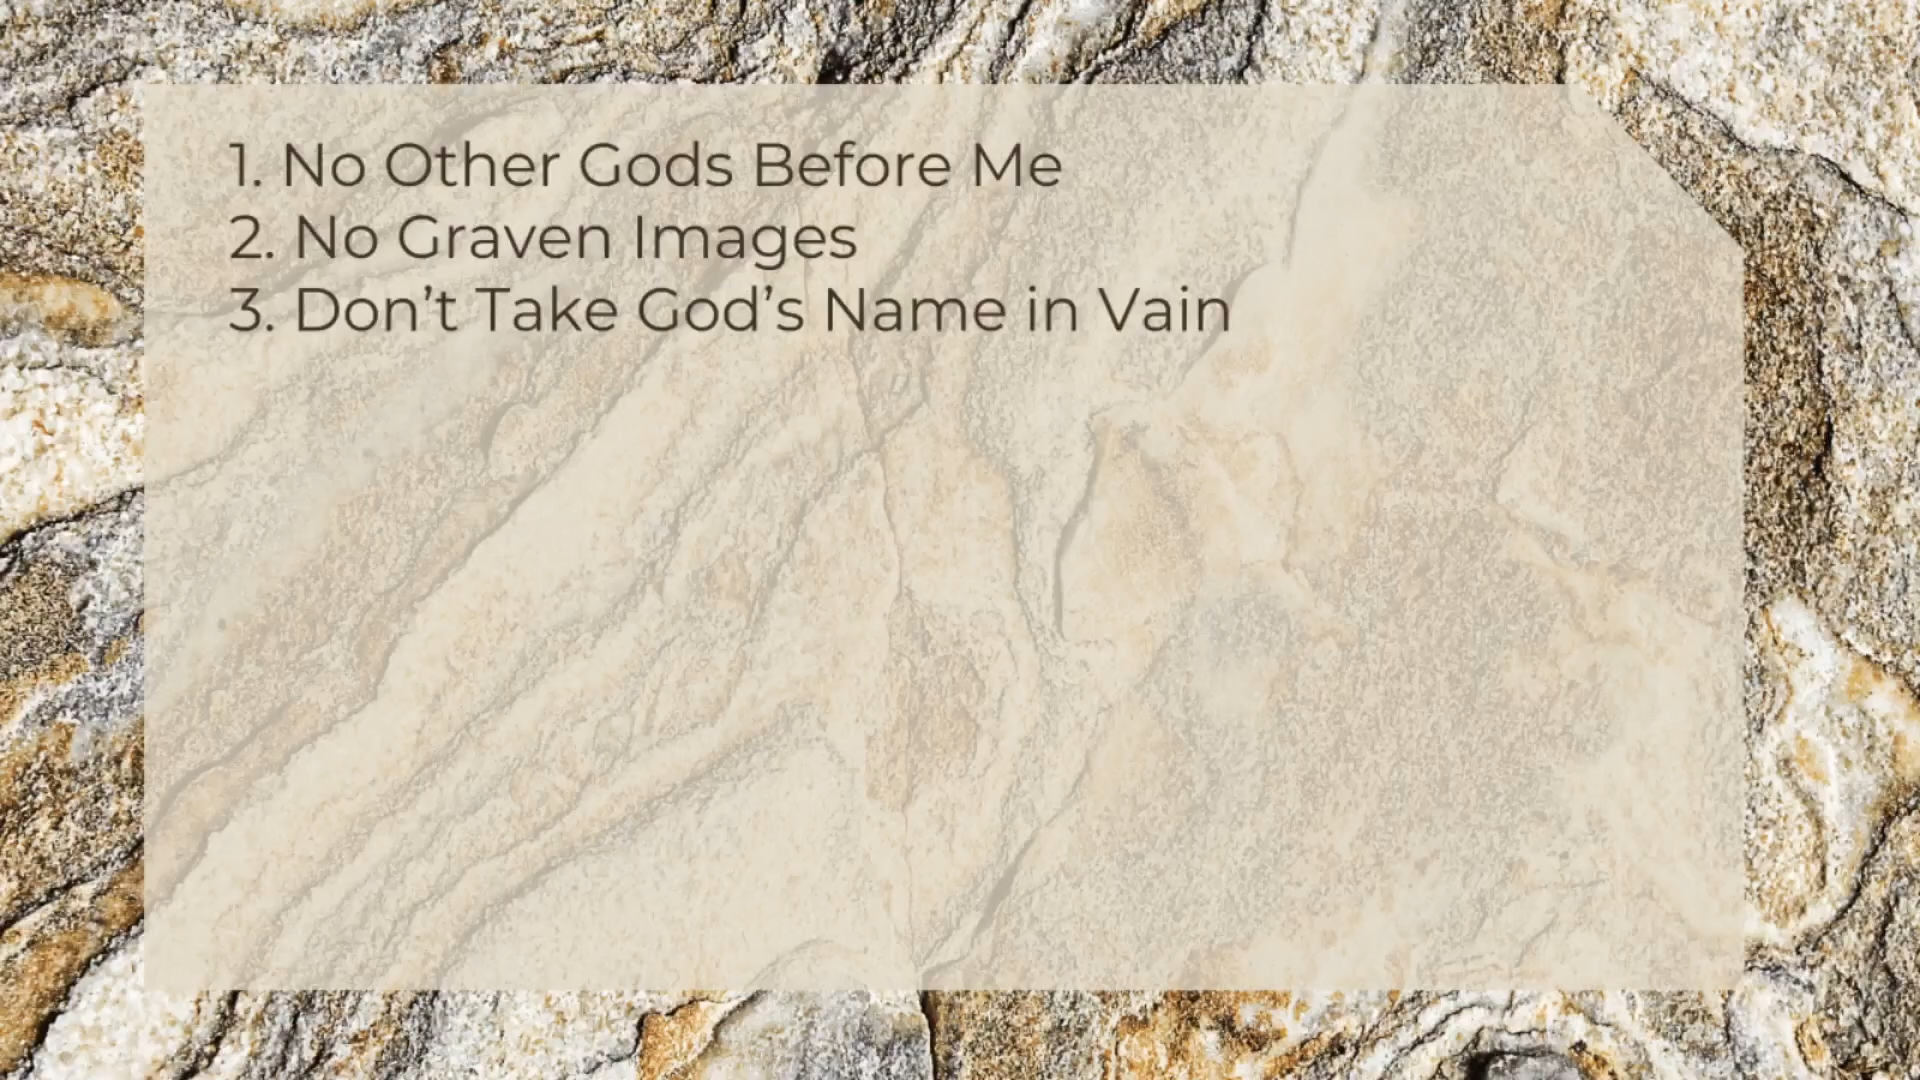 1. No Other Gods Before Me
2. No Graven Images
3. Don’t Take God’s Name in Vain